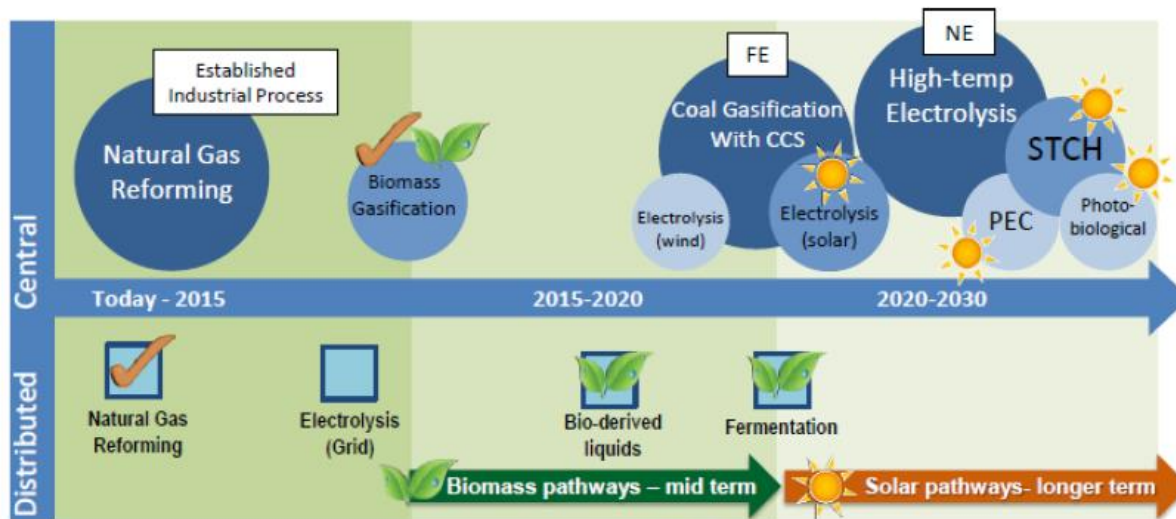 Central
Established
Industrial Process
Natural Gas
Reforming
Biomass
Gasification
FE
Coal Gasification
With CCS
Electrolysis
(wind)
Electrolysis
(solar)
NE
High-temp
Electrolysis
STCH
PEC
Photo-
biological
Today - 2015
2015-2020
2020-2030
Distributed
Natural Gas
Reforming
Electrolysis
(Grid)
Bio-derived
liquids
Fermentation
Biomass pathways – mid term
Solar pathways- longer term